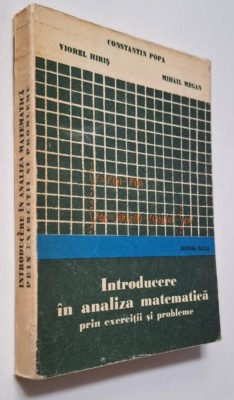 CONSTANTIN POPA
VIOREL HIRIȘ
MIHAIL MEGAN
EDITURA FACLA
Introducere
în analiza matematică
prin exerciții și probleme
INTRODUCERE ÎN ANALIZA MATEMATICĂ
PRIN EXERCIȚII ȘI PROBLEME